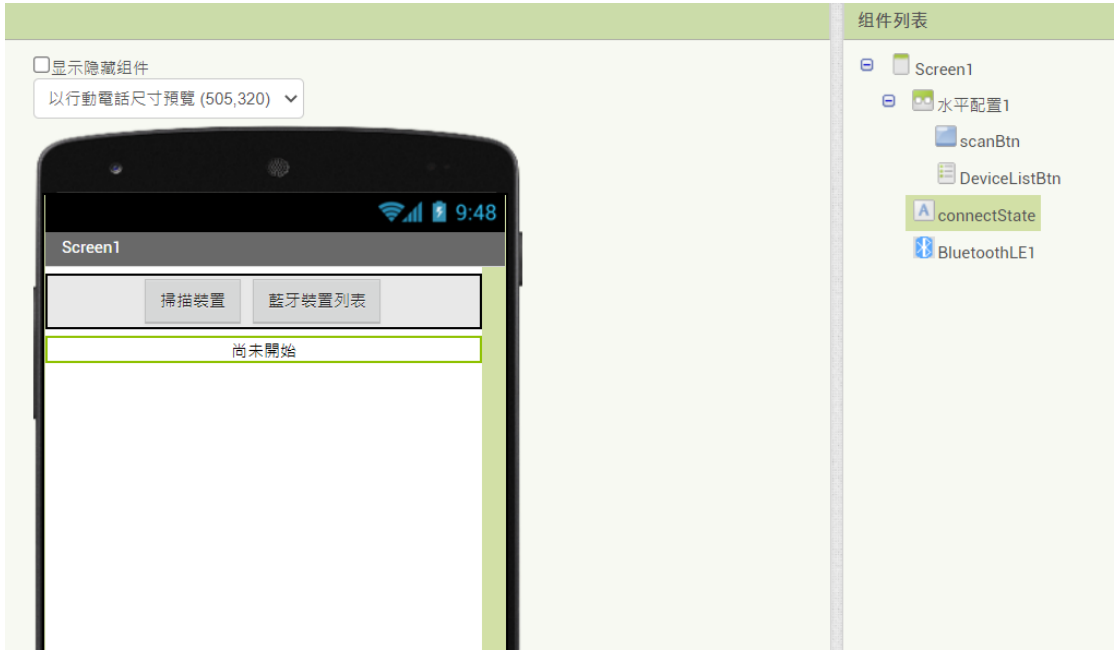 组件列表
显示隐藏组件
以行動電話尺寸預覽 (505,320)
9:48
Screen1
掃描裝置
藍牙裝置列表
尚未開始
Screen1
水平配置1
scanBtn
DeviceListBtn
A
connectState
BluetoothLE1